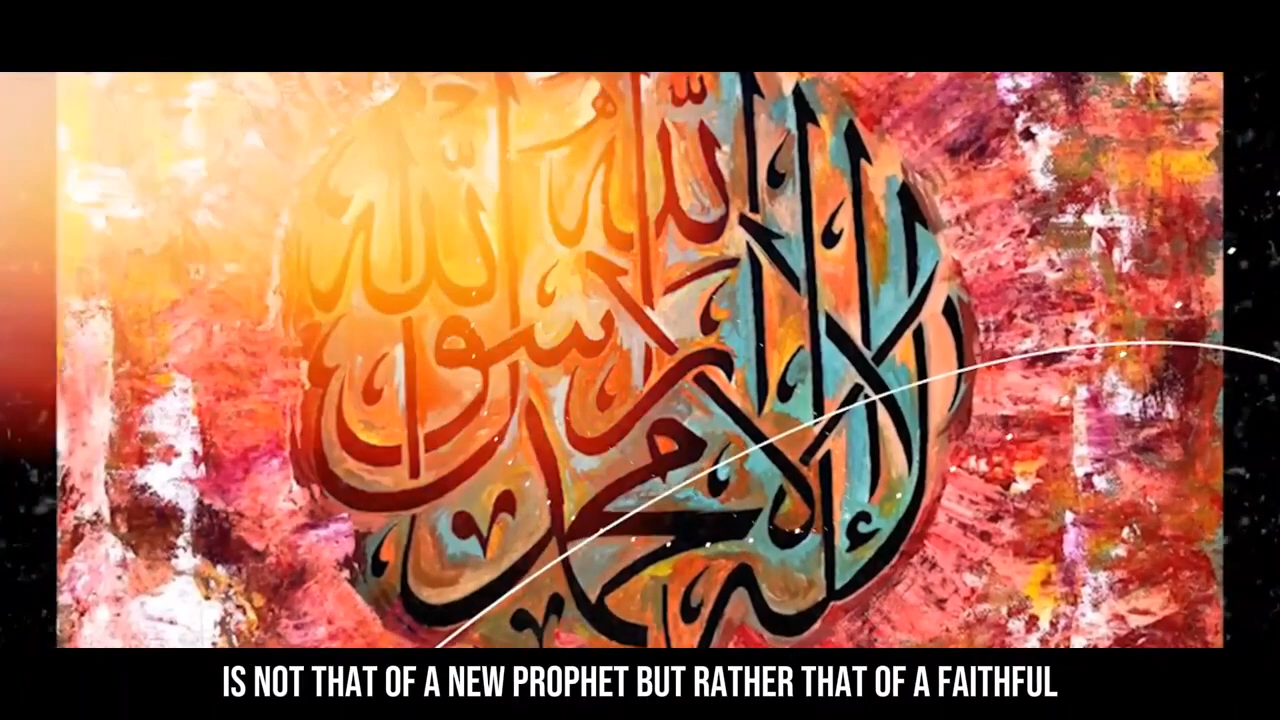 لا إله إلا الله محمد رسول الله
IS NOT THAT OF A NEW PROPHET BUT RATHER THAT OF A FAITHFUL